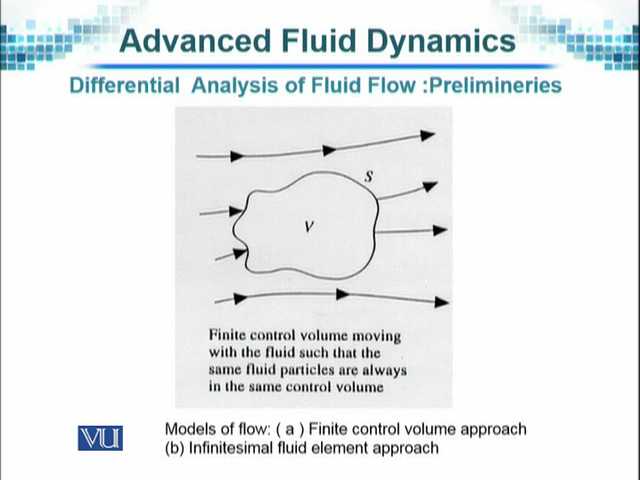 Advanced Fluid Dynamics
Differential Analysis of Fluid Flow :Prelimineries
S
V
Finite control volume moving
with the fluid such that the
same fluid particles are always
in the same control volume
Models of flow: ( a ) Finite control volume approach
(b) Infinitesimal fluid element approach
VU